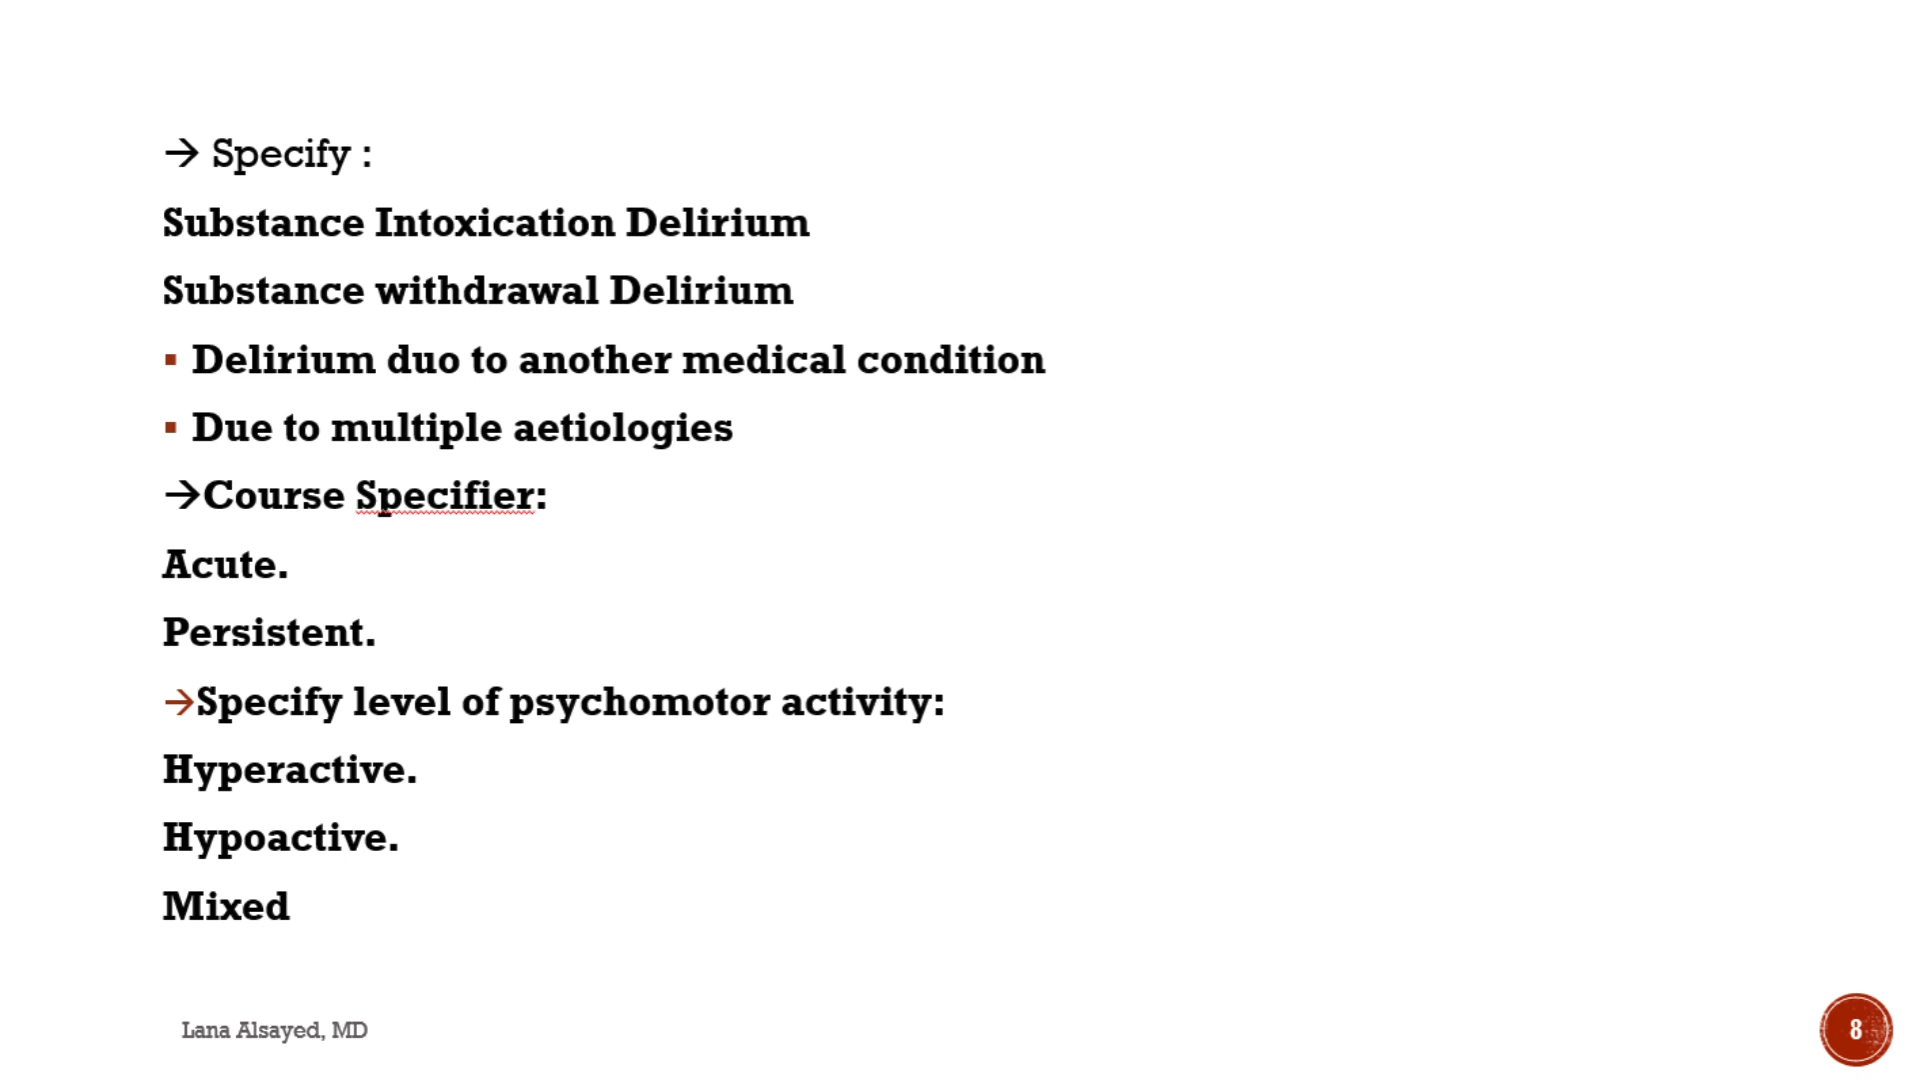 → Specify :
Substance Intoxication Delirium
Substance withdrawal Delirium
▪ Delirium duo to another medical condition
▪ Due to multiple aetiologies
→Course Specifier:
Acute.
Persistent.
→Specify level of psychomotor activity:
Hyperactive.
Hypoactive.
Mixed
Lana Alsayed, MD
8